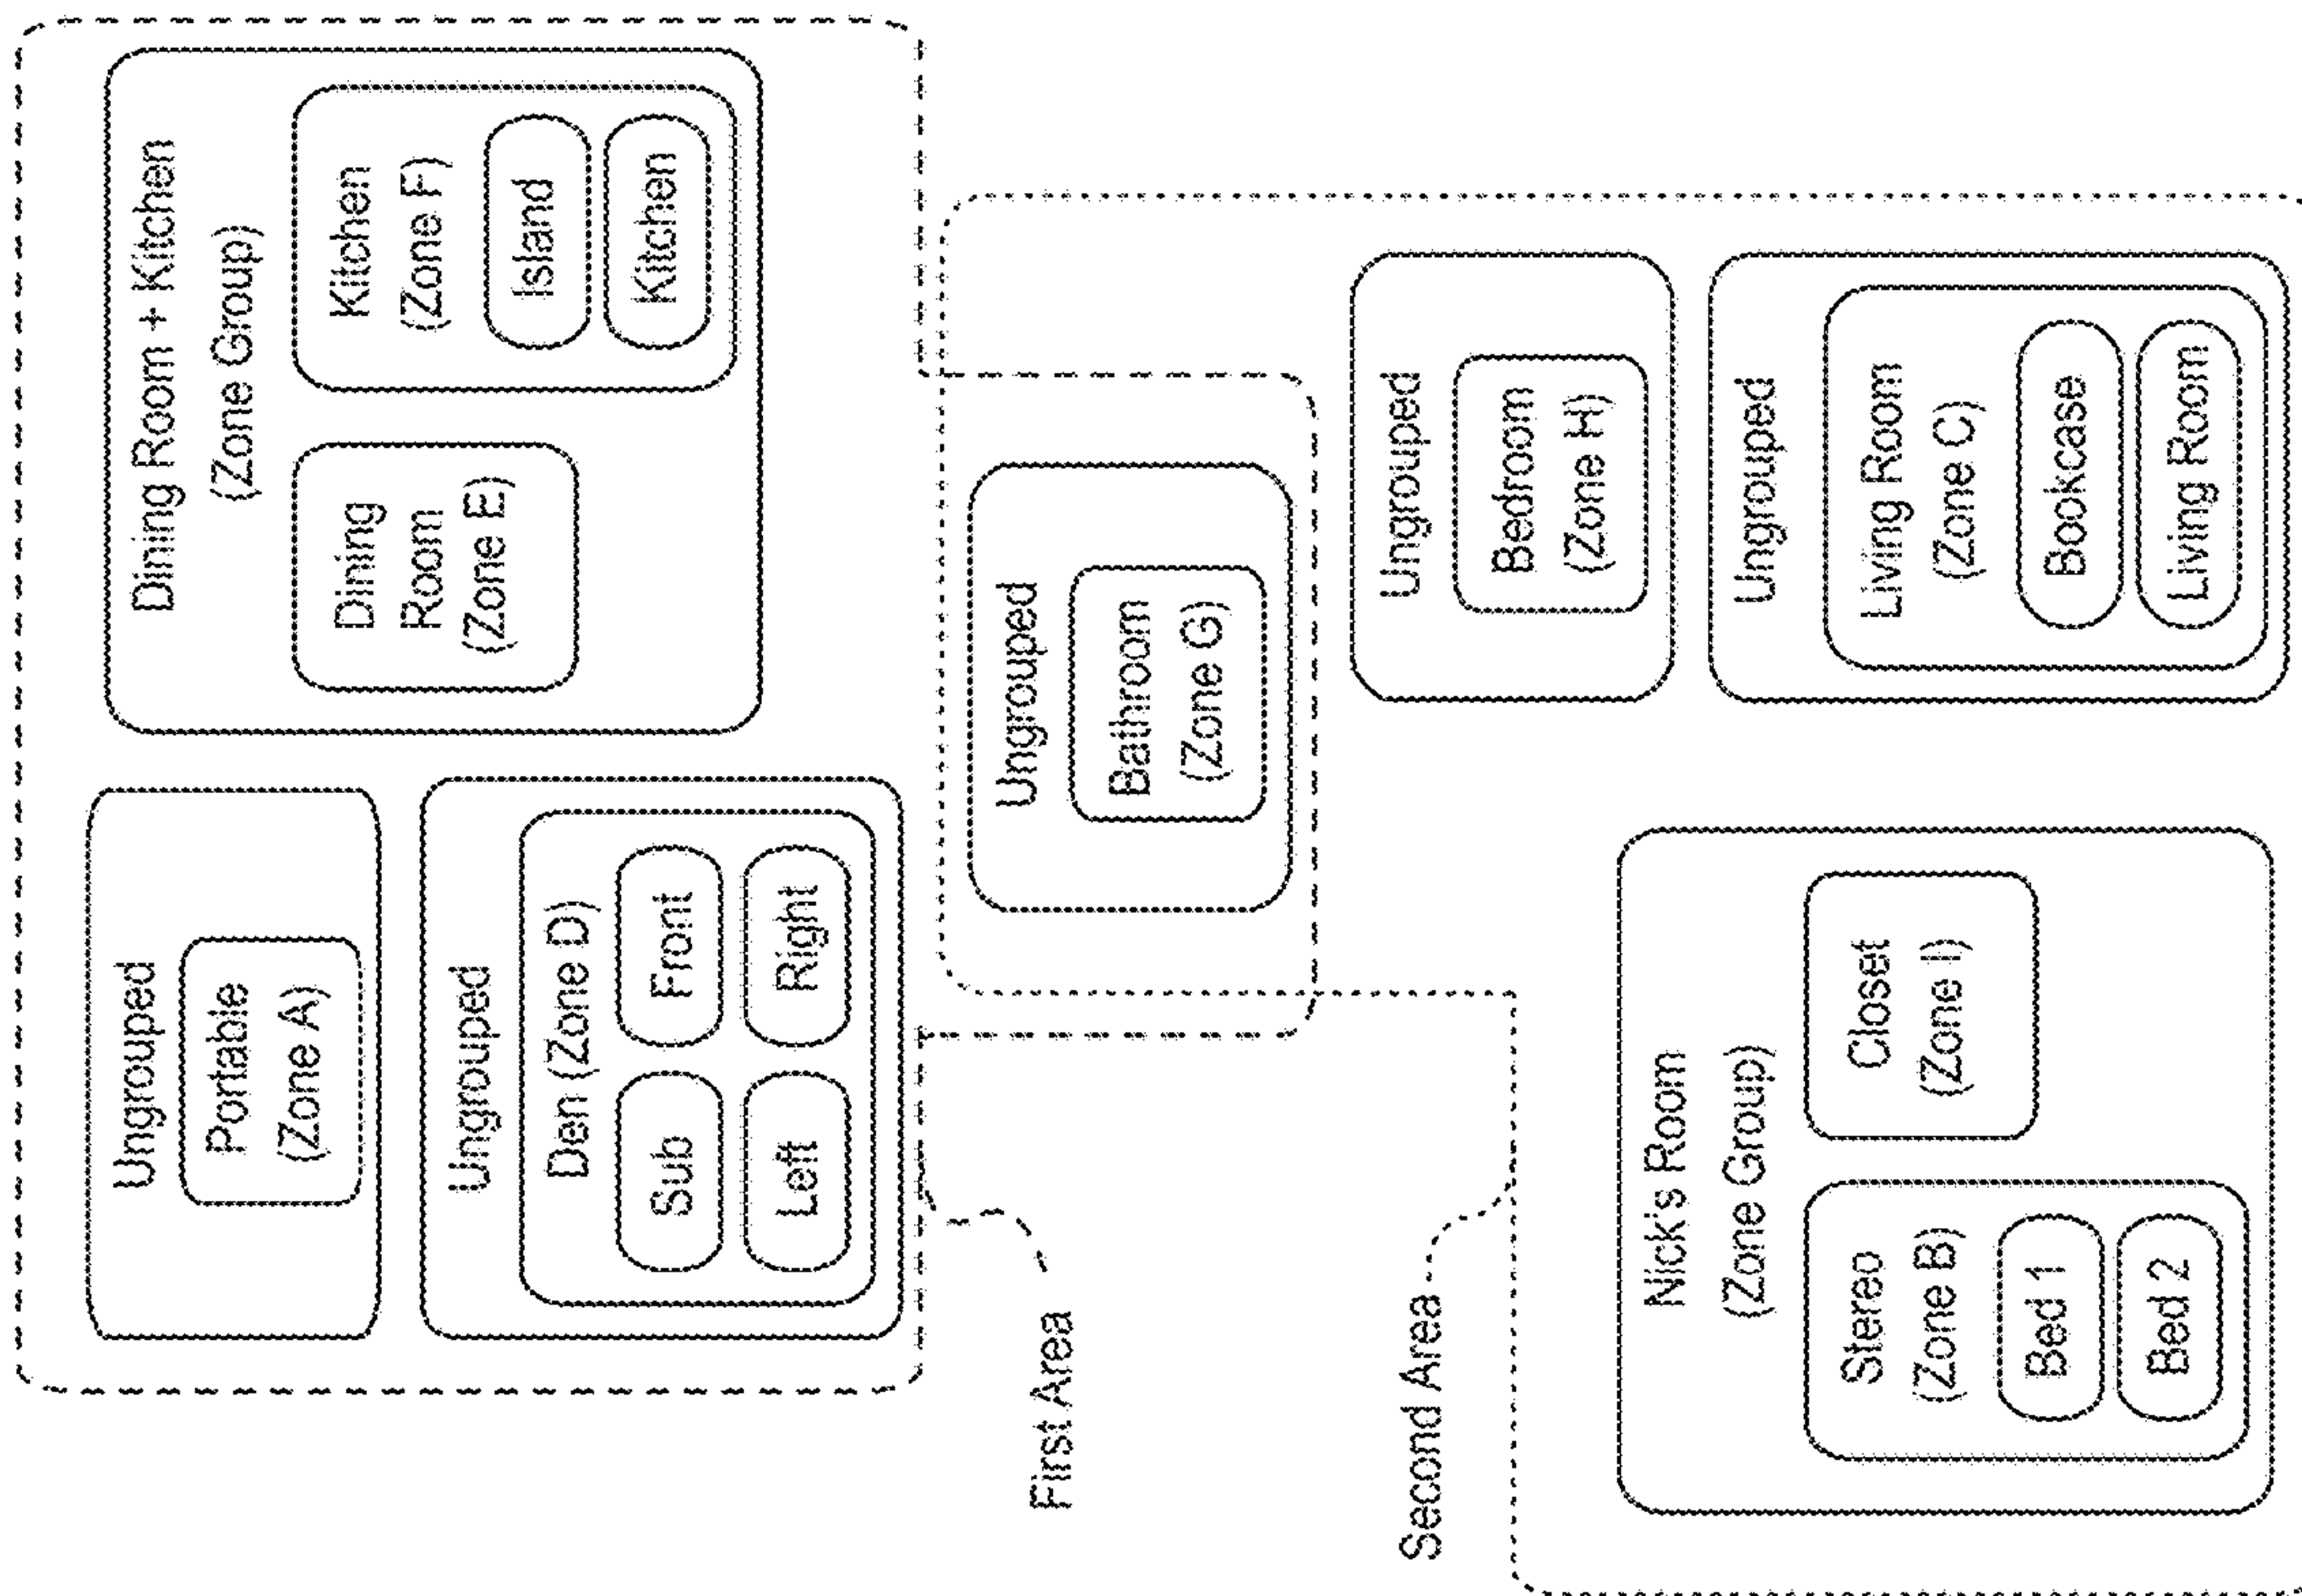 Ungrouped
Portable
(Zone A)
Ungrouped
Den (Zone D)
Sub
Front
Left
Right
Dining Room + Kitchen
(Zone Group)
Dining
Room
(Zone E)
Kitchen
(Zone F)
Island
Kitchen
First Area
Ungrouped
Bathroom
(Zone G)
Second Area
Ungrouped
Bedroom
(Zone H)
Nick's Room
(Zone Group)
Stereo
(Zone B)
Bed 1
Bed 2
Closet
(Zone I)
Ungrouped
Living Room
(Zone C)
Bookcase
Living Room